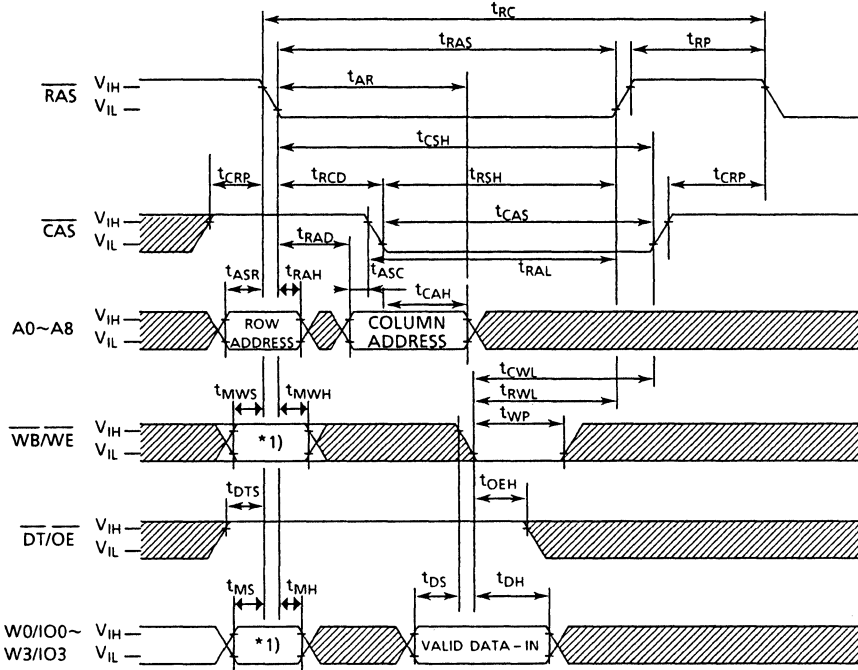 tRC
tRAS
tRP
tAR
RAS
VIH
VIL
tCSH
tCRP
tRCD
tRSH
tCRP
CAS
VIH
VIL
tCAS
tRAD
tRAL
tASR
tRAH
tASC
tCAH
A0~A8
VIH
VIL
ROW
ADDRESS
COLUMN
ADDRESS
tCWL
tRWL
tMWS
tMWH
tWP
WB/WE
VIH
VIL
*1)
tDTS
tOEH
DT/OE
VIH
VIL
tMS
tMH
tDS
tDH
W0/IO0~
W3/IO3
VIH
VIL
*1)
VALID DATA-IN